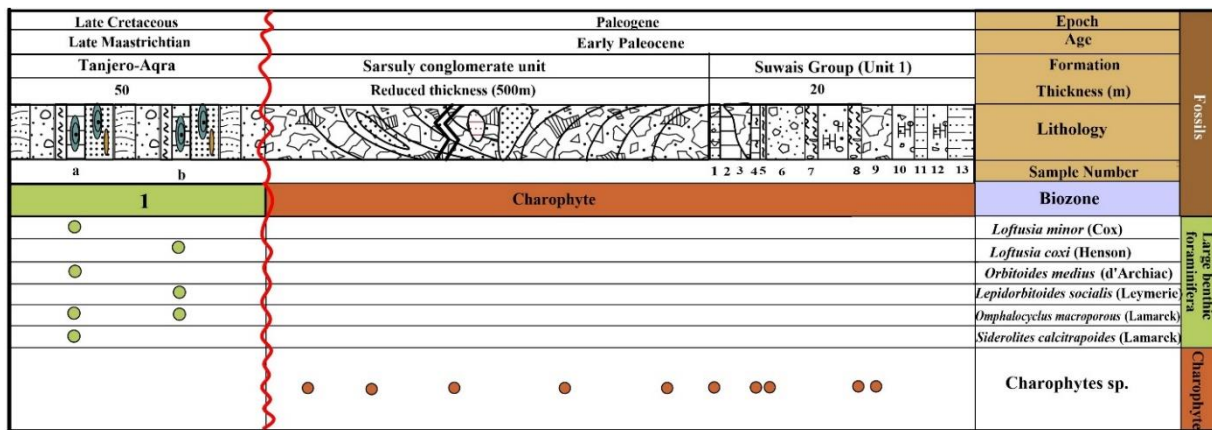 Late Cretaceous Paleogene Epoch
Late Maastrichtian Early Paleocene Age
Tanjero-Aqra Sarsuly conglomerate unit Suwais Group (Unit 1) Formation
50 Reduced thickness (500m) 20 Thickness (m)
Lithology
Fossils
a b 1 2 3 4 5 6 7 8 9 10 11 12 13 Sample Number
1 Charophyte Biozone
Loftusia minor (Cox)
Loftusia coxi (Henson)
Orbitoides medius (d'Archiac)
Lepidorbitoides socialis (Leymerie)
Omphalocyclus macroporous (Lamarck)
Siderolites calcitrapoides (Lamarck)
Large benthic
foraminifera
Charophytes sp.
Charophyte